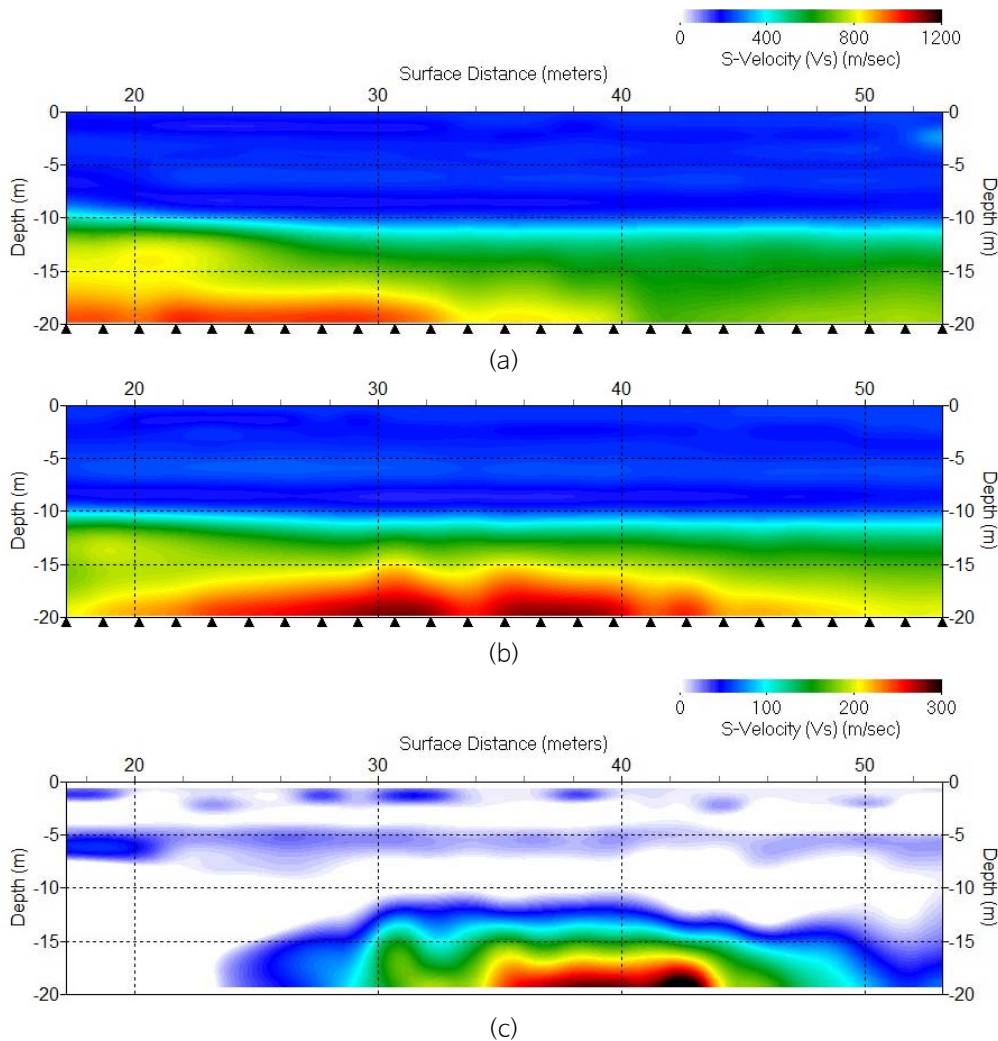 0 400 800 1200
S-Velocity (Vs) (m/sec)
Surface Distance (meters)
20 30 40 50
0 0
-5 -5
-10 -10
-15 -15
-20 -20
Depth (m) Depth (m)
(a)
20 30 40 50
0 0
-5 -5
-10 -10
-15 -15
-20 -20
Depth (m) Depth (m)
(b)
0 100 200 300
S-Velocity (Vs) (m/sec)
Surface Distance (meters)
20 30 40 50
0 0
-5 -5
-10 -10
-15 -15
-20 -20
Depth (m) Depth (m)
(c)